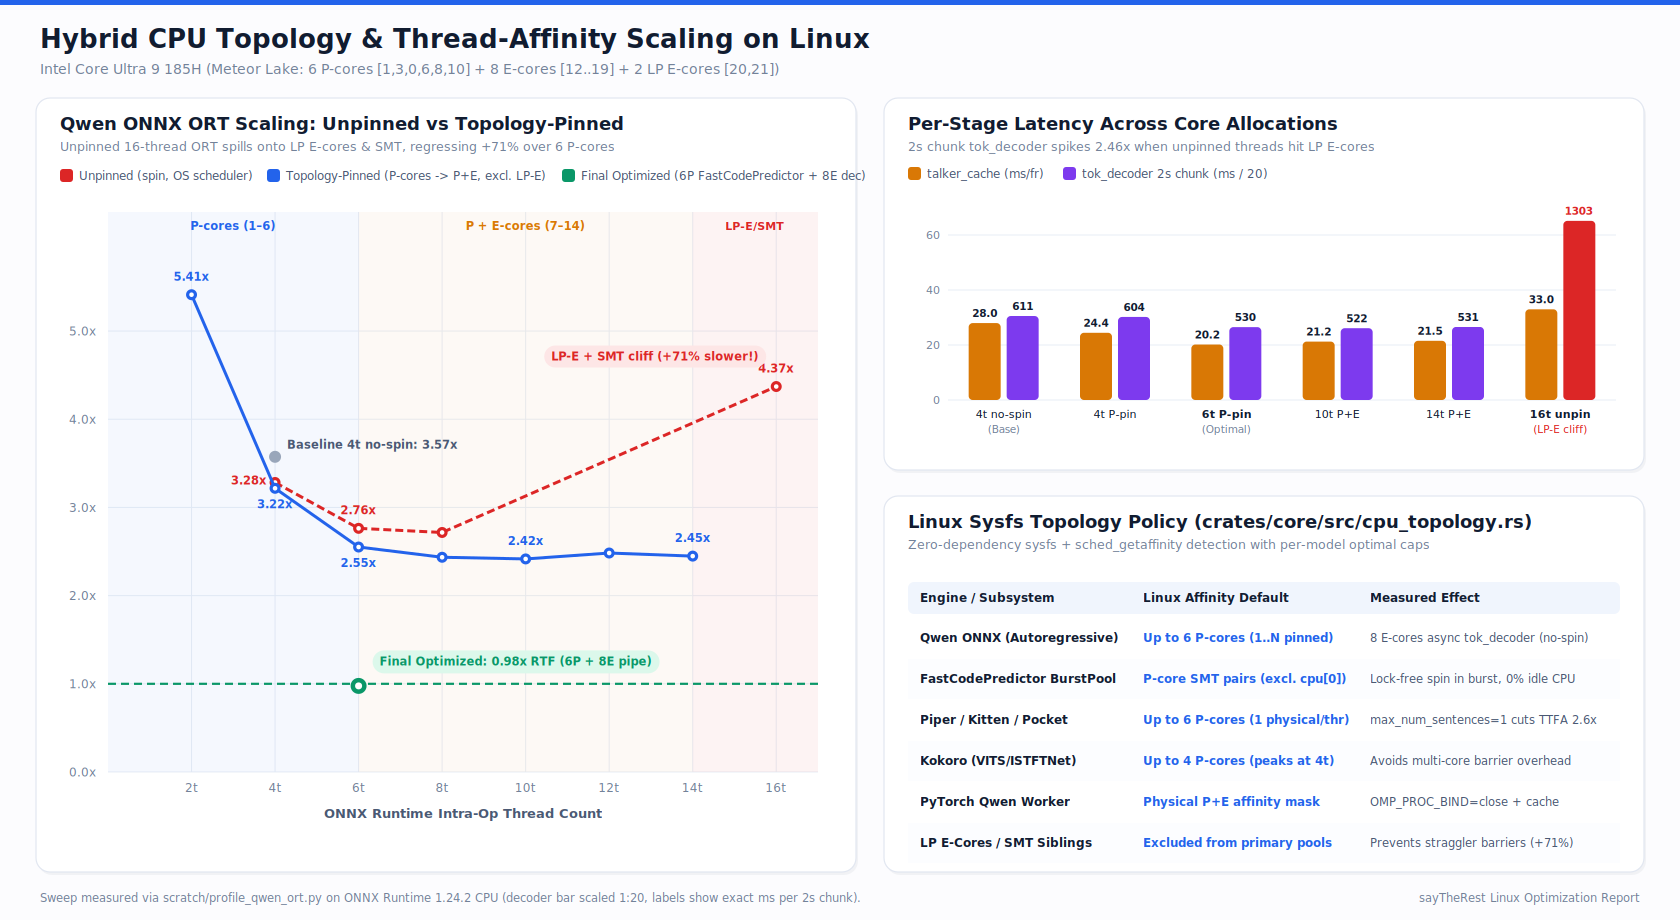 Hybrid CPU Topology & Thread-Affinity Scaling on Linux
Intel Core Ultra 9 185H (Meteor Lake: 6 P-cores [1,3,0,6,8,10] + 8 E-cores [12..19] + 2 LP E-cores [20,21])
Qwen ONNX ORT Scaling: Unpinned vs Topology-Pinned
Unpinned 16-thread ORT spills onto LP E-cores & SMT, regressing +71% over 6 P-cores
Unpinned (spin, OS scheduler)
Topology-Pinned (P-cores -> P+E, excl. LP-E)
Final Optimized (6P FastCodePredictor + 8E dec)
P-cores (1–6)
P + E-cores (7–14)
LP-E/SMT
5.41x
5.0x
LP-E + SMT cliff (+71% slower!)
4.37x
4.0x
Baseline 4t no-spin: 3.57x
3.28x
3.22x
3.0x
2.76x
2.55x
2.42x
2.45x
2.0x
Final Optimized: 0.98x RTF (6P + 8E pipe)
1.0x
0.0x
2t
4t
6t
8t
10t
12t
14t
16t
ONNX Runtime Intra-Op Thread Count
Per-Stage Latency Across Core Allocations
2s chunk tok_decoder spikes 2.46x when unpinned threads hit LP E-cores
talker_cache (ms/fr)
tok_decoder 2s chunk (ms / 20)
60
40
20
0
28.0
611
24.4
604
20.2
530
21.2
522
21.5
531
33.0
1303
4t no-spin
(Base)
4t P-pin
6t P-pin
(Optimal)
10t P+E
14t P+E
16t unpin
(LP-E cliff)
Linux Sysfs Topology Policy (crates/core/src/cpu_topology.rs)
Zero-dependency sysfs + sched_getaffinity detection with per-model optimal caps
Engine / Subsystem
Linux Affinity Default
Measured Effect
Qwen ONNX (Autoregressive)
Up to 6 P-cores (1..N pinned)
8 E-cores async tok_decoder (no-spin)
FastCodePredictor BurstPool
P-core SMT pairs (excl. cpu[0])
Lock-free spin in burst, 0% idle CPU
Piper / Kitten / Pocket
Up to 6 P-cores (1 physical/thr)
max_num_sentences=1 cuts TTFA 2.6x
Kokoro (VITS/ISTFTNet)
Up to 4 P-cores (peaks at 4t)
Avoids multi-core barrier overhead
PyTorch Qwen Worker
Physical P+E affinity mask
OMP_PROC_BIND=close + cache
LP E-Cores / SMT Siblings
Excluded from primary pools
Prevents straggler barriers (+71%)
Sweep measured via scratch/profile_qwen_ort.py on ONNX Runtime 1.24.2 CPU (decoder bar scaled 1:20, labels show exact ms per 2s chunk).
sayTheRest Linux Optimization Report